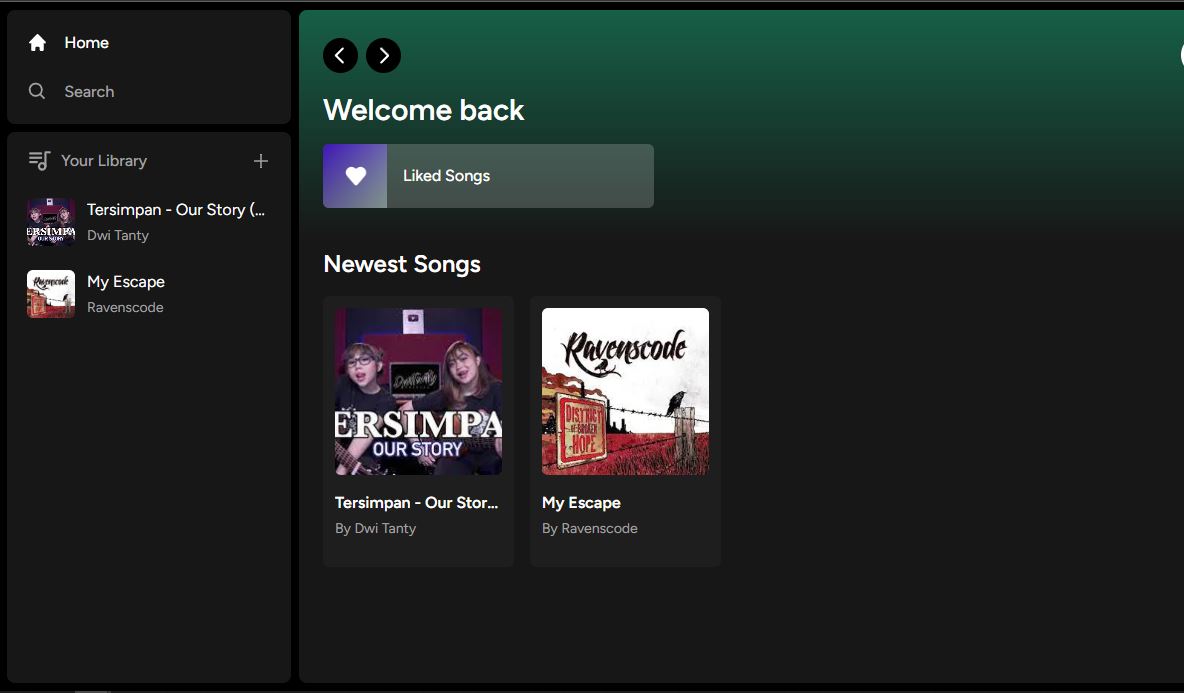 Home
Search
Your Library
Tersimpan - Our Story (...
Dwi Tanty
My Escape
Ravenscode
Welcome back
Liked Songs
Newest Songs
ERSIMPA
OUR STORY
Ravenscode
DISTRICT
OF BROKEN
HOPE
Tersimpan - Our Stor...
By Dwi Tanty
My Escape
By Ravenscode